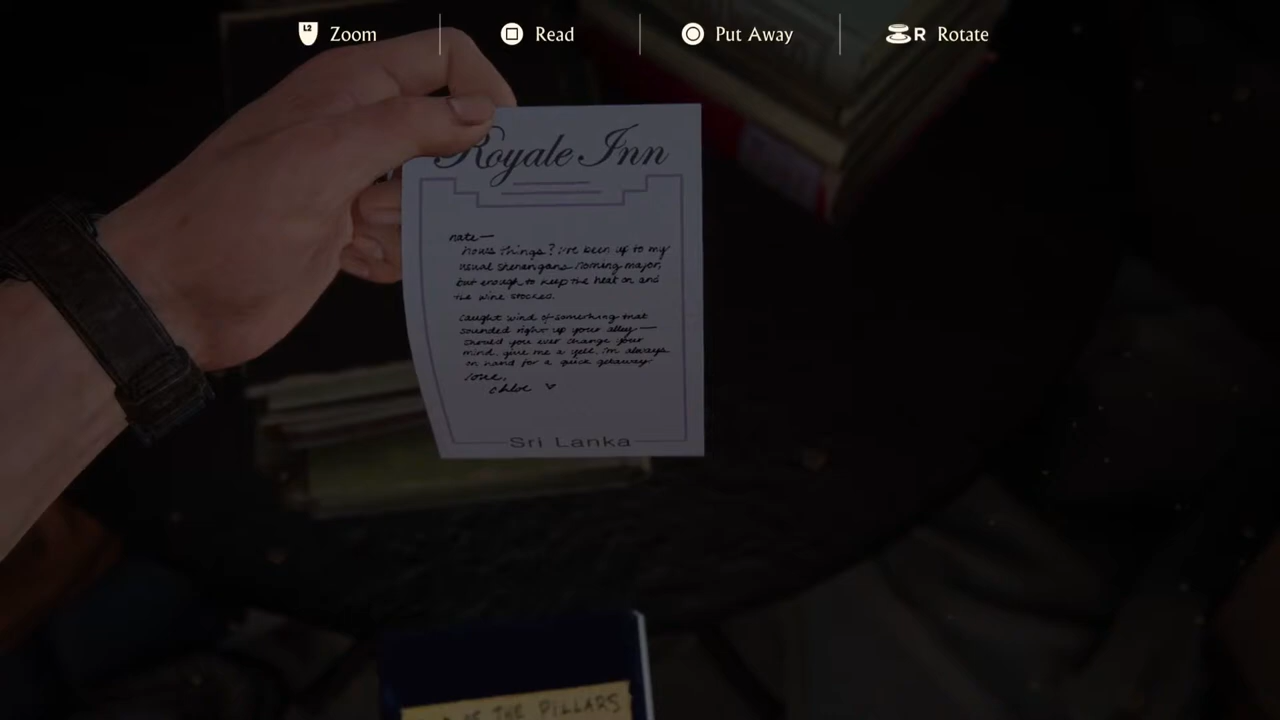 L2 Zoom
Read
Put Away
R Rotate
Royale Inn
nate—
hows things? i've been up to my
usual shenanigans. nothing major,
but enough to keep the heat on and
the wine stocked.
caught wind of something that
sounded right up your alley—
should you ever change your
mind, give me a yell. i'm always
on hand for a quick getaway
love,
chloe
Sri Lanka
OF THE PILLARS